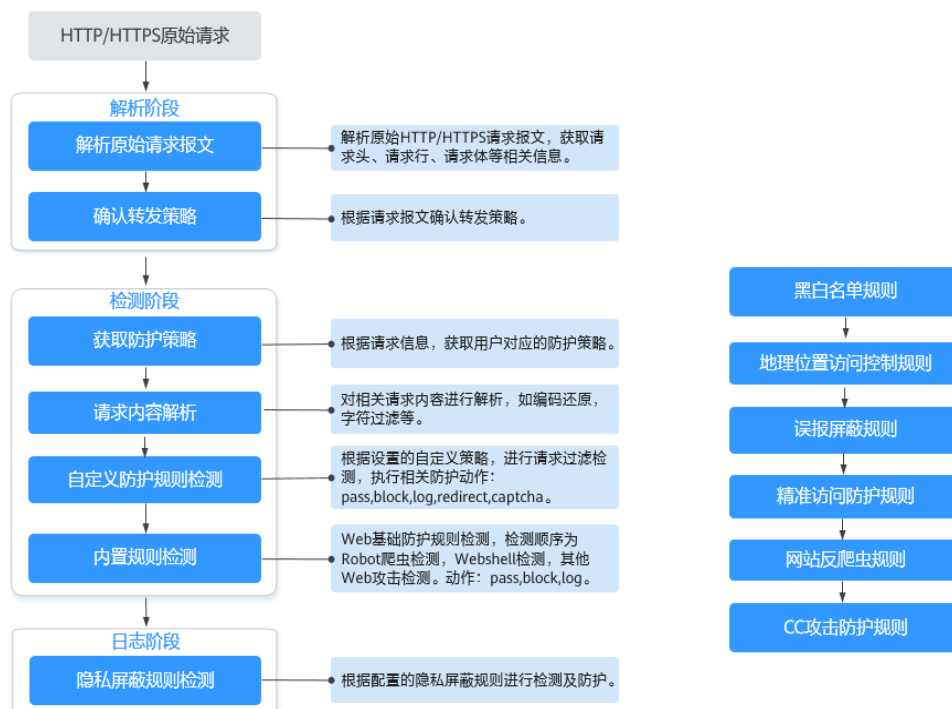 HTTP/HTTPS原始请求
解析阶段
解析原始请求报文
解析原始HTTP/HTTPS请求报文，获取请
求头、请求行、请求体等相关信息。
确认转发策略
根据请求报文确认转发策略。
检测阶段
获取防护策略
根据请求信息，获取用户对应的防护策略。
请求内容解析
对相关请求内容进行解析，如编码还原，
字符过滤等。
自定义防护规则检测
根据设置的自定义策略，进行请求过滤检
测，执行相关防护动作：
pass,block,log,redirect,captcha。
内置规则检测
Web基础防护规则检测，检测顺序为
Robot爬虫检测，Webshell检测，其他
Web攻击检测。动作：pass,block,log。
日志阶段
隐私屏蔽规则检测
根据配置的隐私屏蔽规则进行检测及防护。
黑白名单规则
地理位置访问控制规则
误报屏蔽规则
精准访问防护规则
网站反爬虫规则
CC攻击防护规则